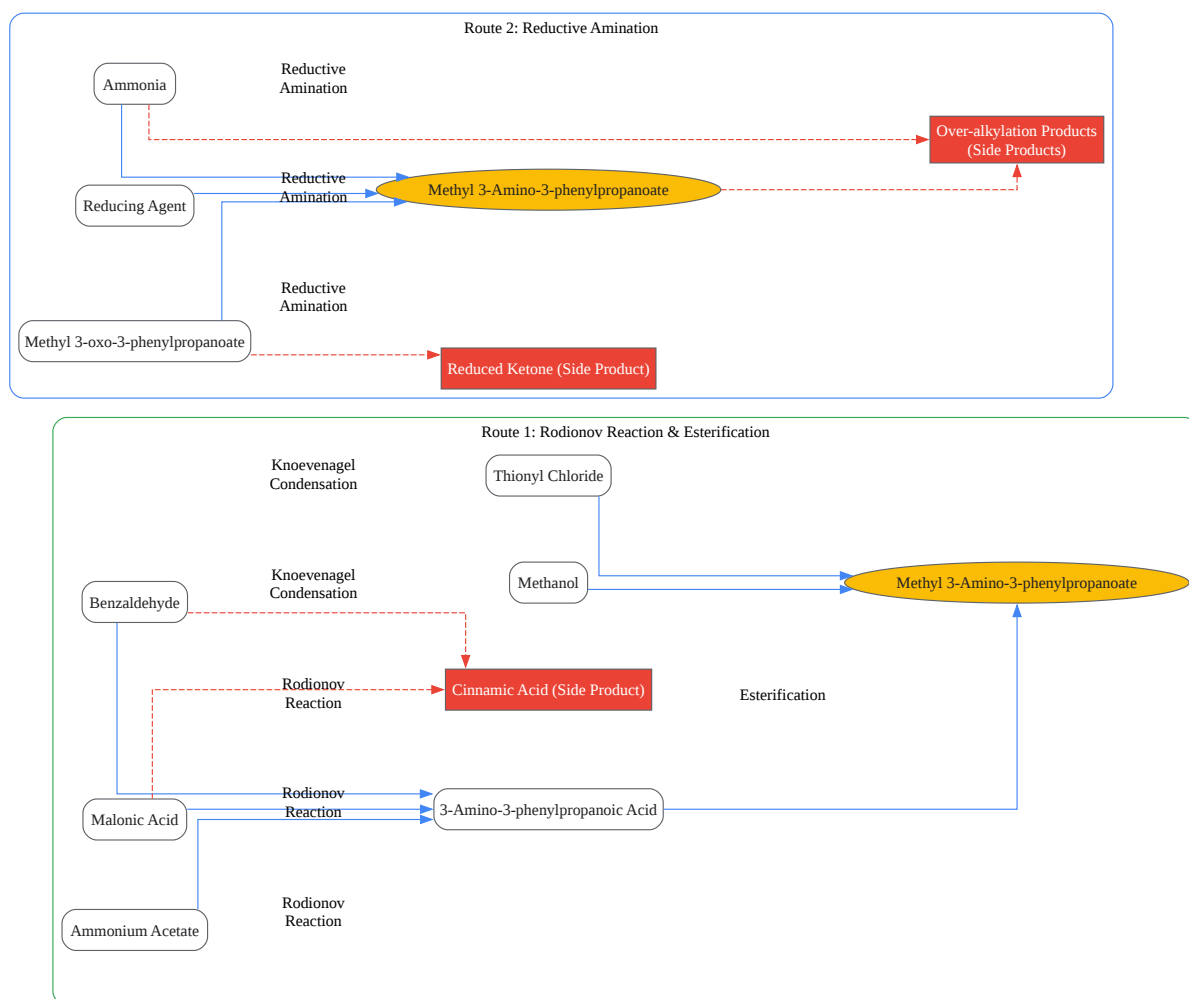 Route 2: Reductive Amination
Ammonia
Reductive
Amination
Over-alkylation Products
(Side Products)
Reductive
Amination
Methyl 3-Amino-3-phenylpropanoate
Reducing Agent
Reductive
Amination
Methyl 3-oxo-3-phenylpropanoate
Reduced Ketone (Side Product)
Route 1: Rodionov Reaction & Esterification
Knoevenagel
Condensation
Thionyl Chloride
Knoevenagel
Condensation
Methanol
Methyl 3-Amino-3-phenylpropanoate
Benzaldehyde
Rodionov
Reaction
Cinnamic Acid (Side Product)
Esterification
Rodionov
Reaction
3-Amino-3-phenylpropanoic Acid
Malonic Acid
Rodionov
Reaction
Ammonium Acetate